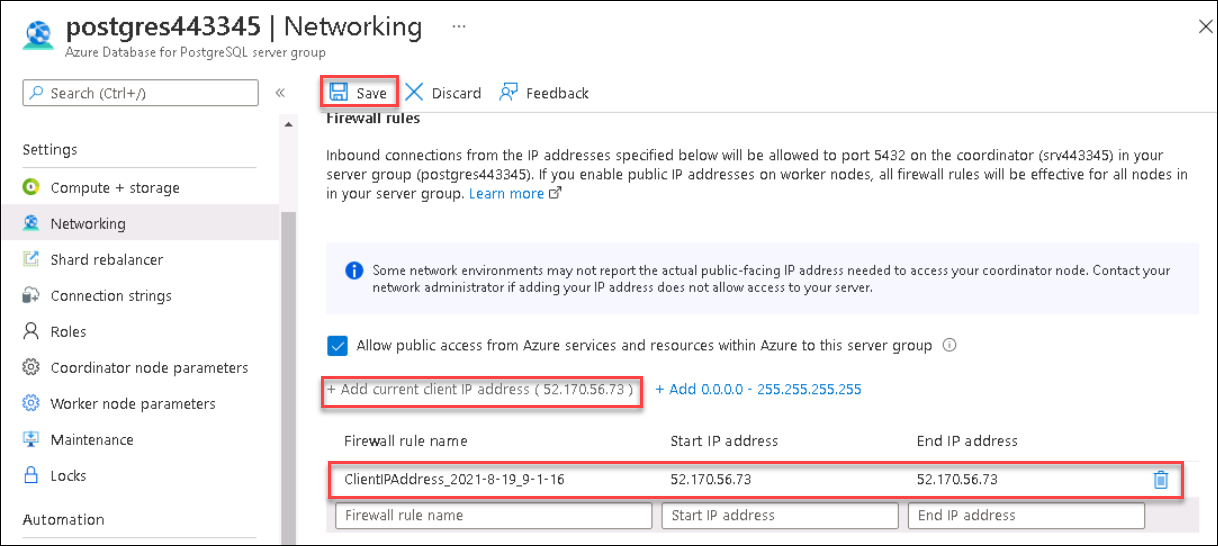 postgres443345 | Networking ...
Azure Database for PostgreSQL server group
Search (Ctrl+/) «
Settings
Compute + storage
Networking
Shard rebalancer
Connection strings
Roles
Coordinator node parameters
Worker node parameters
Maintenance
Locks
Automation
Save Discard Feedback
Firewall rules
Inbound connections from the IP addresses specified below will be allowed to port 5432 on the coordinator (srv443345) in your
server group (postgres443345). If you enable public IP addresses on worker nodes, all firewall rules will be effective for all nodes in
in your server group. Learn more
Some network environments may not report the actual public-facing IP address needed to access your coordinator node. Contact your
network administrator if adding your IP address does not allow access to your server.
Allow public access from Azure services and resources within Azure to this server group
+ Add current client IP address ( 52.170.56.73 ) + Add 0.0.0.0 - 255.255.255.255
Firewall rule name Start IP address End IP address
ClientIPAddress_2021-8-19_9-1-16 52.170.56.73 52.170.56.73
Firewall rule name Start IP address End IP address